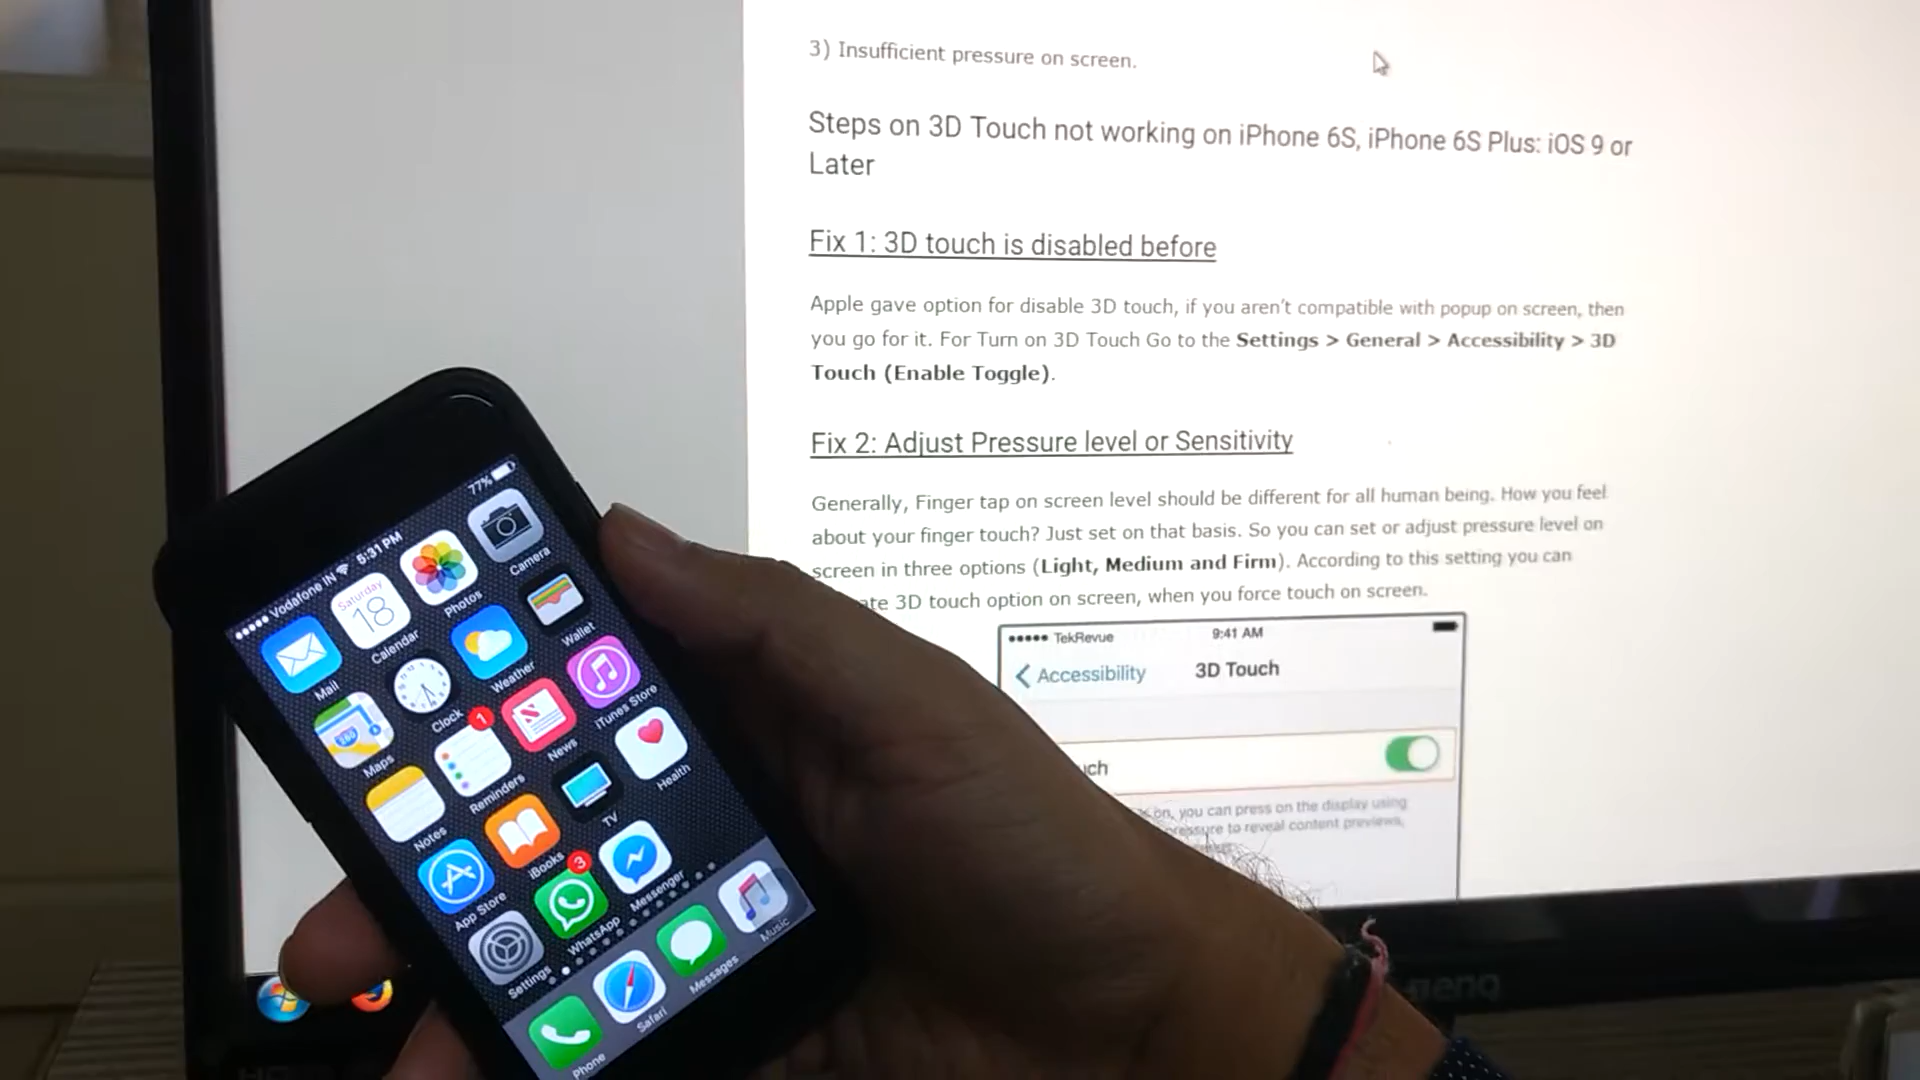 3) Insufficient pressure on screen.
Steps on 3D Touch not working on iPhone 6S, iPhone 6S Plus: iOS 9 or
Later
Fix 1: 3D touch is disabled before
Apple gave option for disable 3D touch, if you aren't compatible with popup on screen, then
you go for it. For Turn on 3D Touch Go to the Settings > General > Accessibility > 3D
Touch (Enable Toggle).
Fix 2: Adjust Pressure level or Sensitivity
Generally, Finger tap on screen level should be different for all human being. How you feel
about your finger touch? Just set on that basis. So you can set or adjust pressure level on
screen in three options (Light, Medium and Firm). According to this setting you can
3D touch option on screen, when you force touch on screen.
TekRevue 9:41 AM
Accessibility 3D Touch
on, you can press on the display using
to reveal content previews,
Vodafone IN 5:31 PM 77%
Mail
Saturday
18
Calendar
Photos
Camera
280
Maps
Clock
Weather
Wallet
Notes
1
Reminders
News
iTunes Store
App Store
iBooks
TV
Health
Settings
3
WhatsApp
Messenger
Phone
Safari
Messages
Music